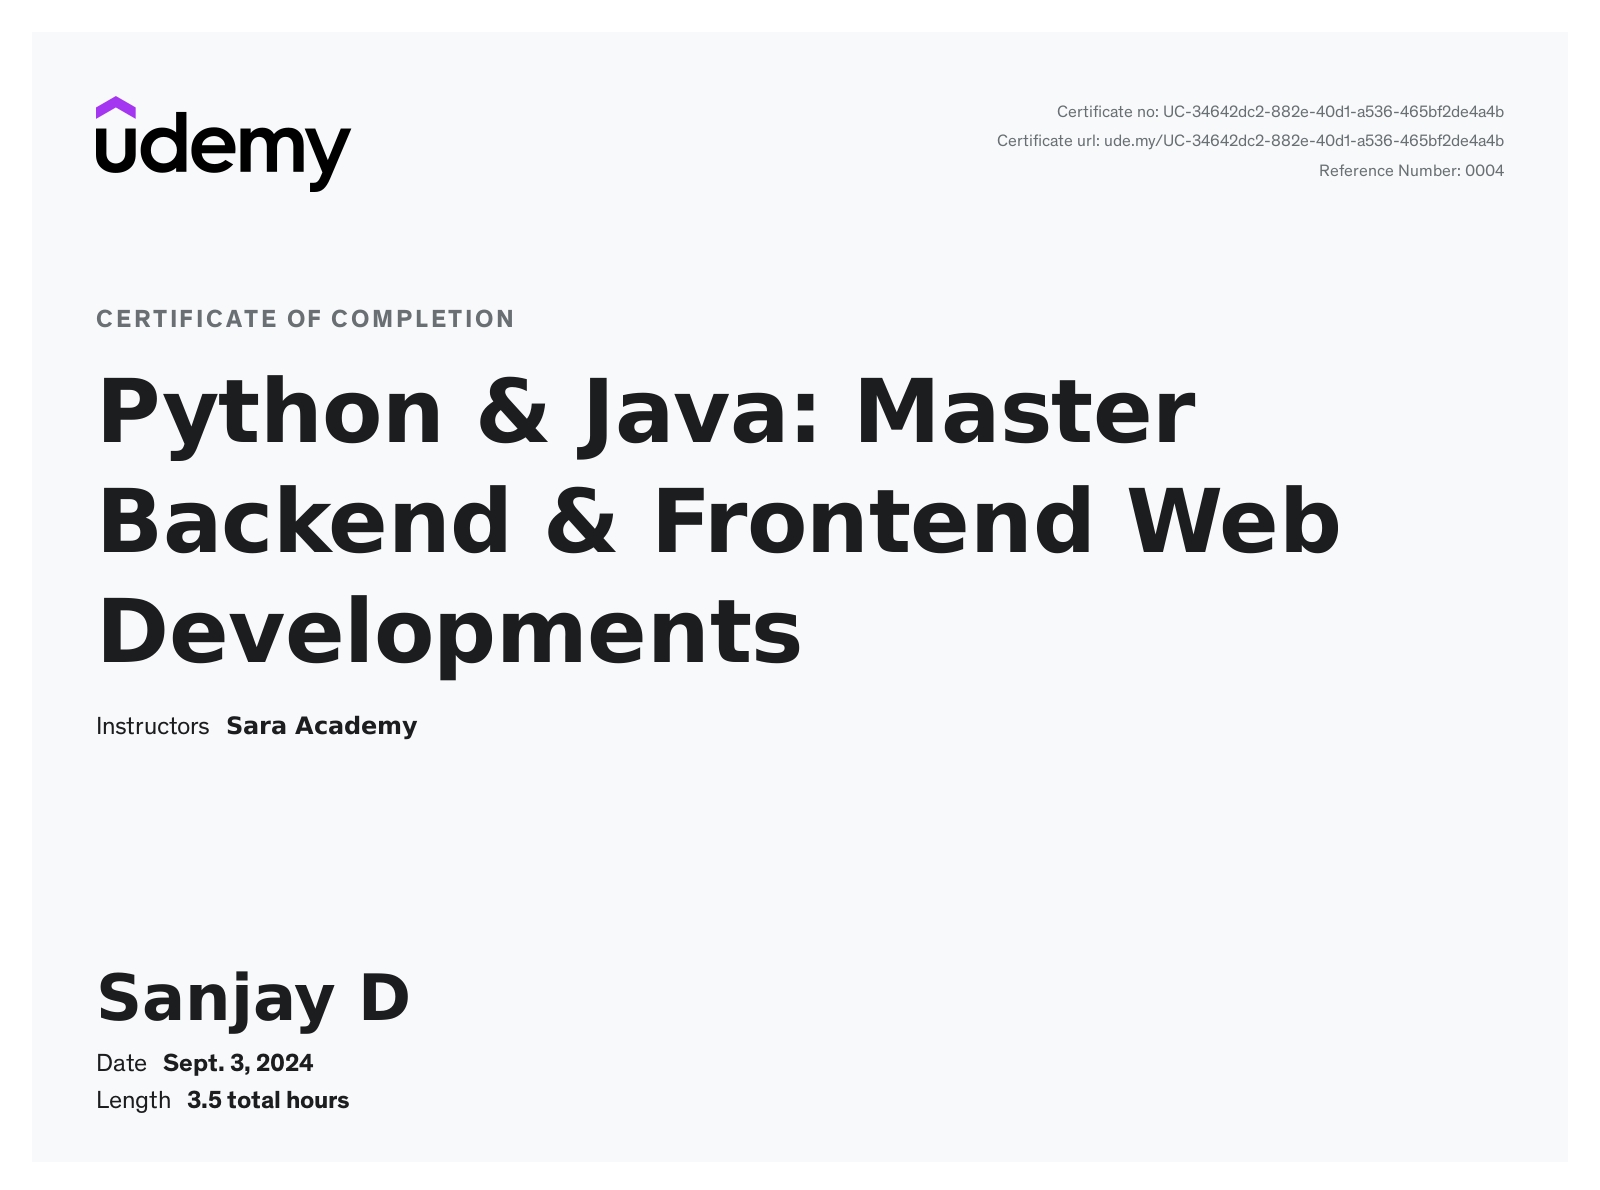 udemy
Certificate no: UC-34642dc2-882e-40d1-a536-465bf2de4a4b
Certificate url: ude.my/UC-34642dc2-882e-40d1-a536-465bf2de4a4b
Reference Number: 0004
CERTIFICATE OF COMPLETION
Python & Java: Master
Backend & Frontend Web
Developments
Instructors Sara Academy
Sanjay D
Date Sept. 3, 2024
Length 3.5 total hours